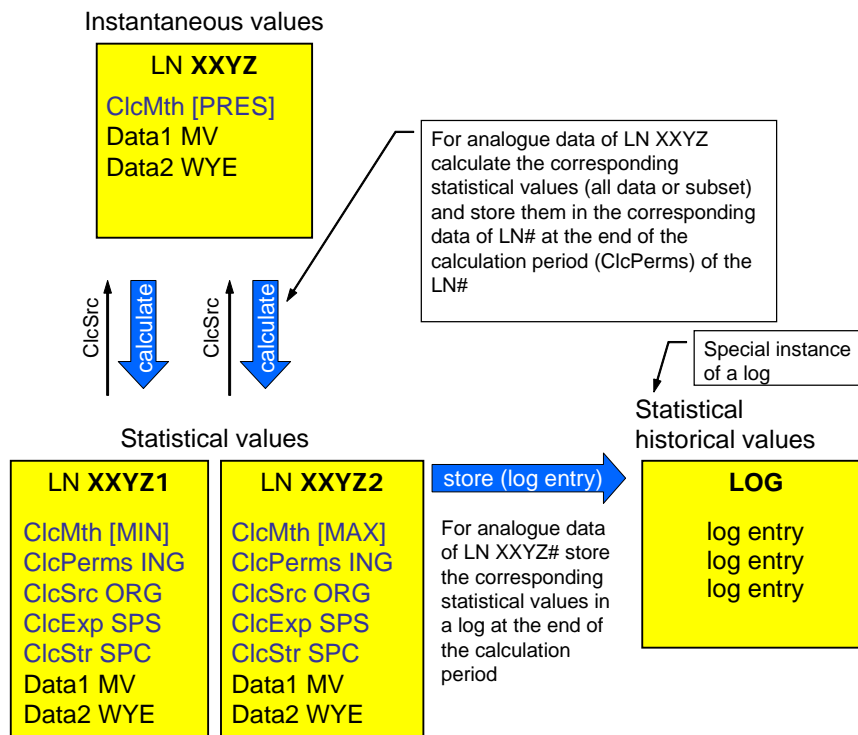 Instantaneous values
LN XXYZ
ClcMth [PRES]
Data1 MV
Data2 WYE
For analogue data of LN XXYZ
calculate the corresponding
statistical values (all data or subset)
and store them in the corresponding
data of LN# at the end of the
calculation period (ClcPerms) of the
LN#
ClcSrc
calculate
ClcSrc
calculate
Special instance
of a log
Statistical values
Statistical
historical values
LN XXYZ1
ClcMth [MIN]
ClcPerms ING
ClcSrc ORG
ClcExp SPS
ClcStr SPC
Data1 MV
Data2 WYE
LN XXYZ2
ClcMth [MAX]
ClcPerms ING
ClcSrc ORG
ClcExp SPS
ClcStr SPC
Data1 MV
Data2 WYE
store (log entry)
For analogue data
of LN XXYZ# store
the corresponding
statistical values in
a log at the end of
the calculation
period
LOG
log entry
log entry
log entry